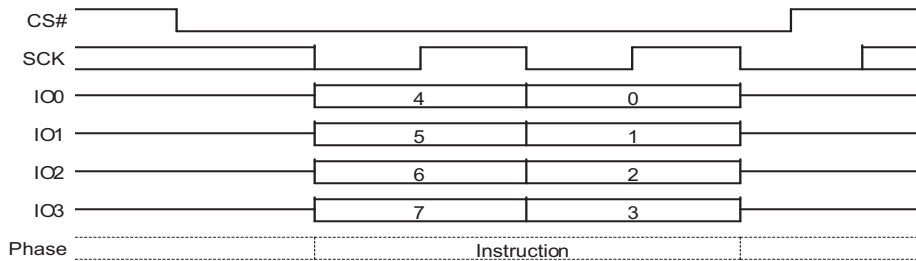 CS#
SCK
IO0 4 0
IO1 5 1
IO2 6 2
IO3 7 3
Phase Instruction